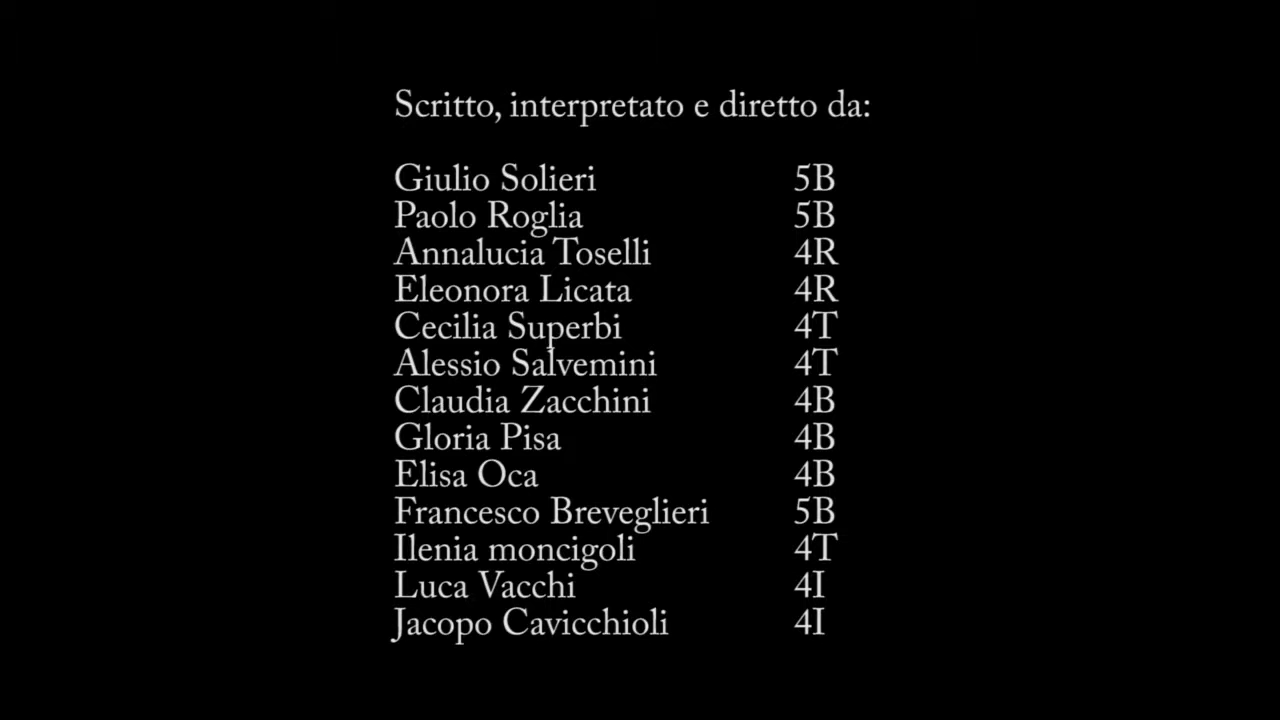 Scritto, interpretato e diretto da:
Giulio Solieri 5B
Paolo Roglia 5B
Annalucia Toselli 4R
Eleonora Licata 4R
Cecilia Superbi 4T
Alessio Salvemini 4T
Claudia Zacchini 4B
Gloria Pisa 4B
Elisa Oca 4B
Francesco Breveglieri 5B
Ilenia moncigoli 4T
Luca Vacchi 4I
Jacopo Cavicchioli 4I